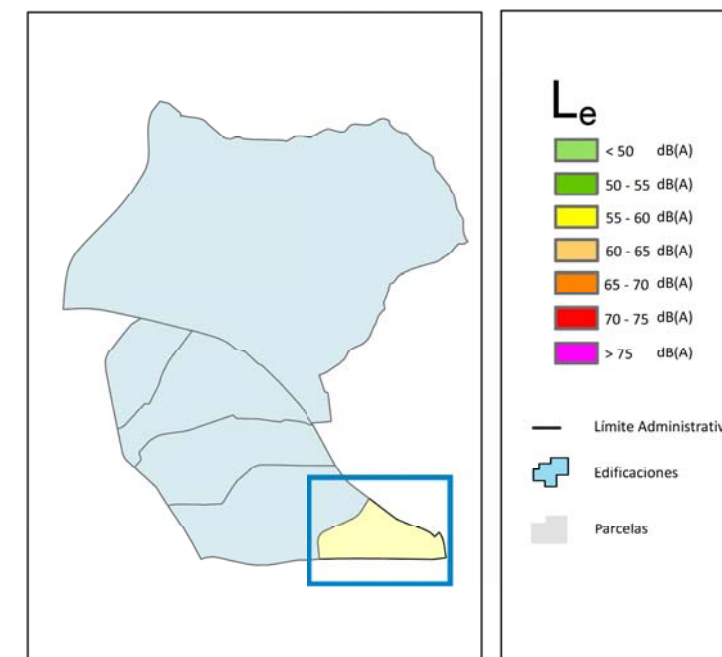 Le
< 50 dB(A)
50 - 55 dB(A)
55 - 60 dB(A)
60 - 65 dB(A)
65 - 70 dB(A)
70 - 75 dB(A)
> 75 dB(A)
Límite Administrativ
Edificaciones
Parcelas